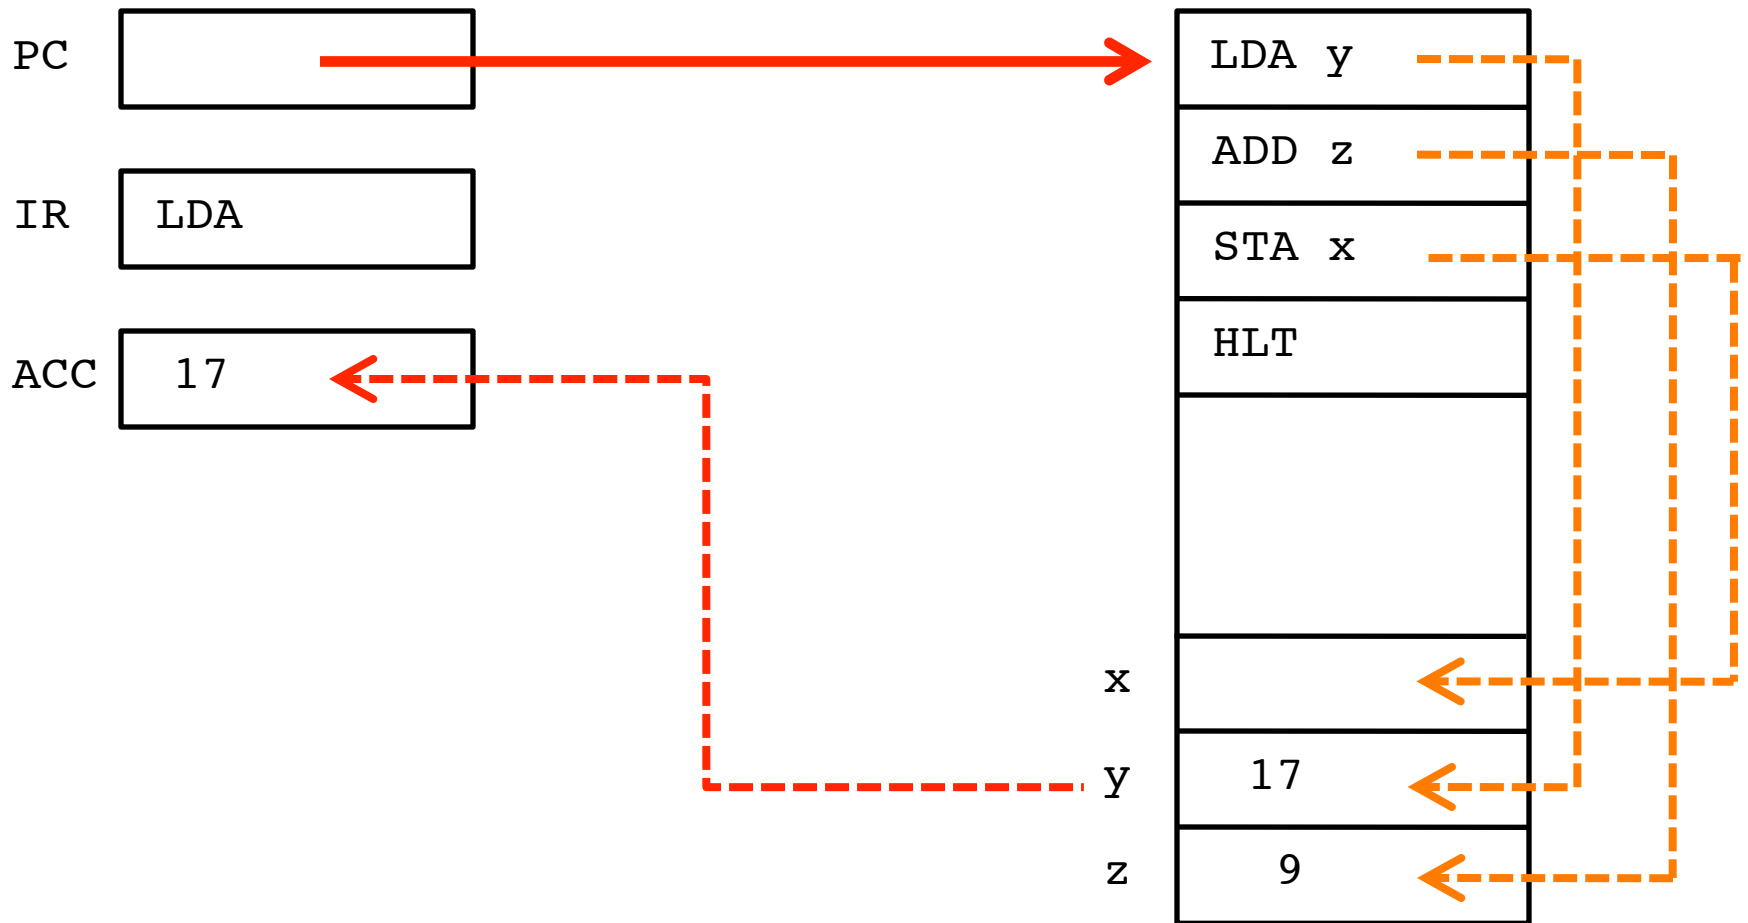 PC
IR LDA
ACC 17
LDA y
ADD z
STA x
HLT
x
y 17
z 9